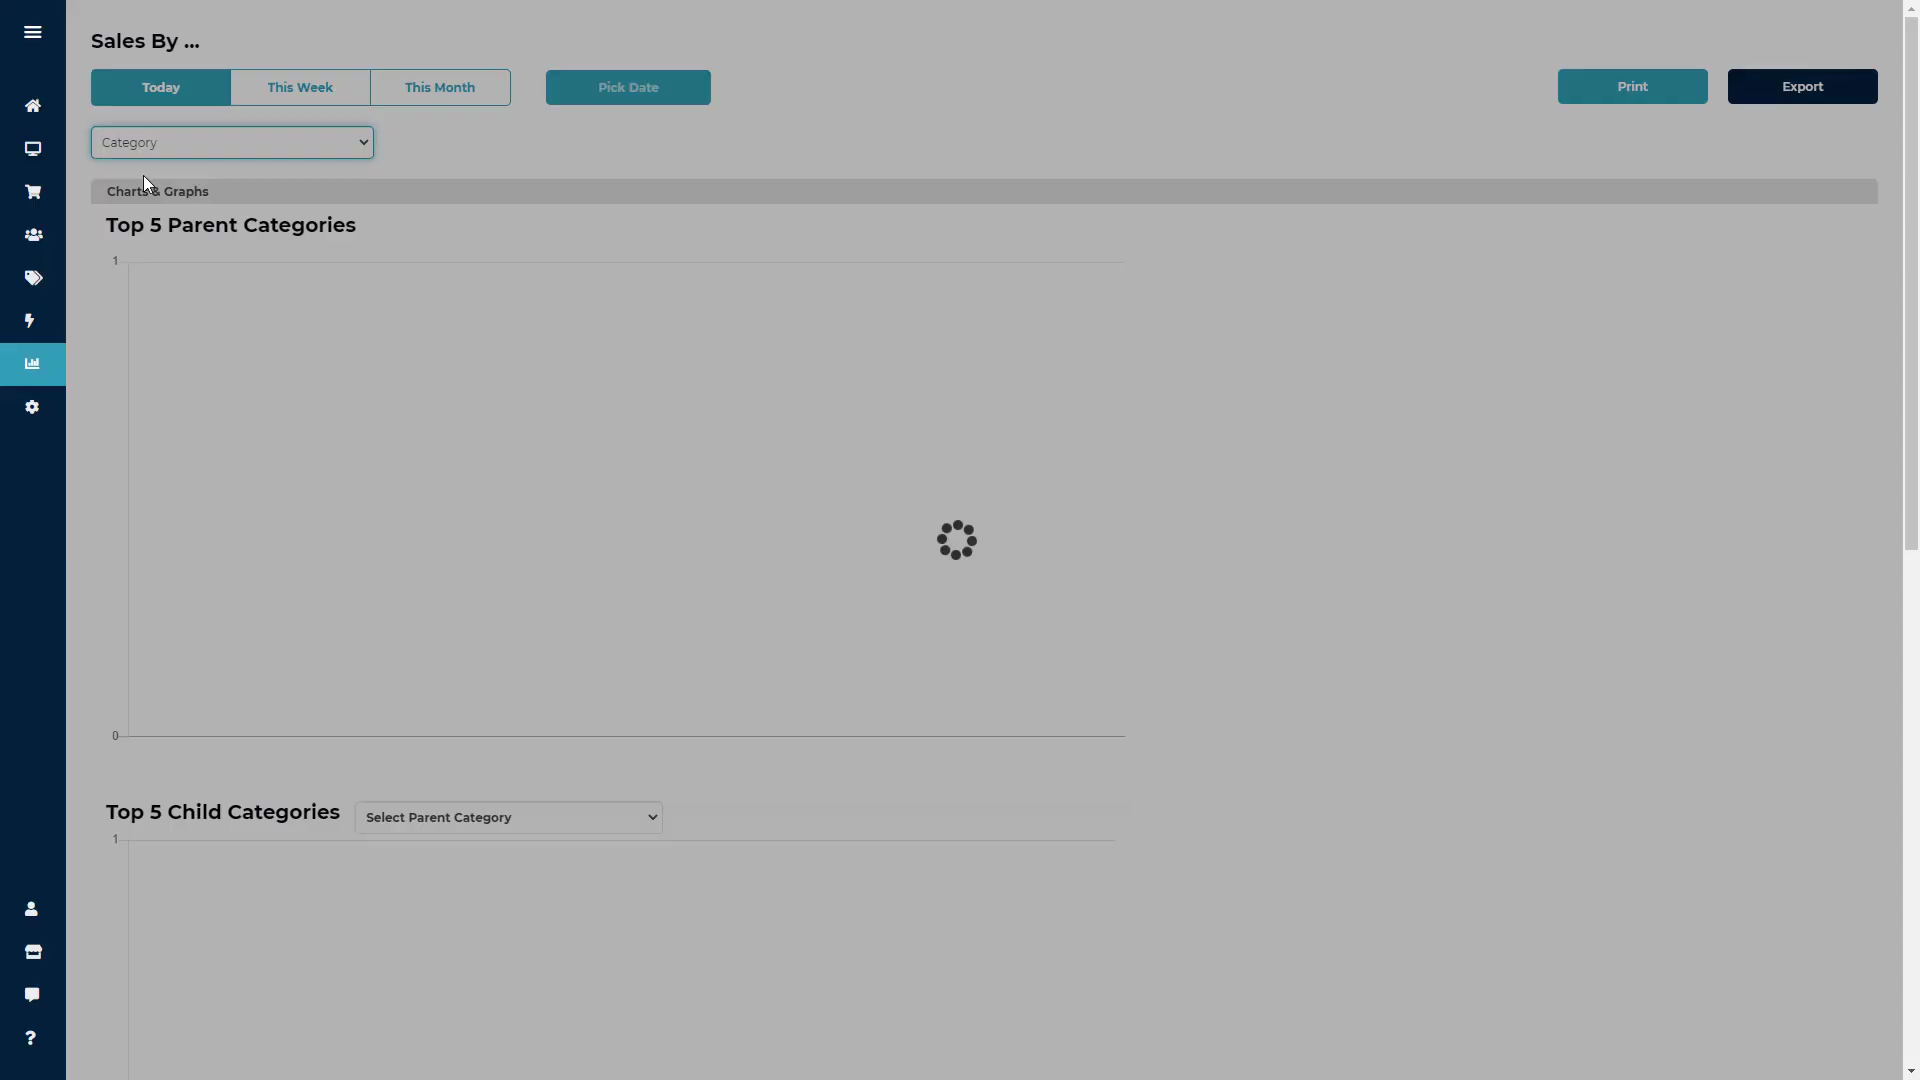 Sales By ...
Today
This Week
This Month
Pick Date
Print
Export
Category
Charts & Graphs
Top 5 Parent Categories
1
0
Top 5 Child Categories
Select Parent Category
1